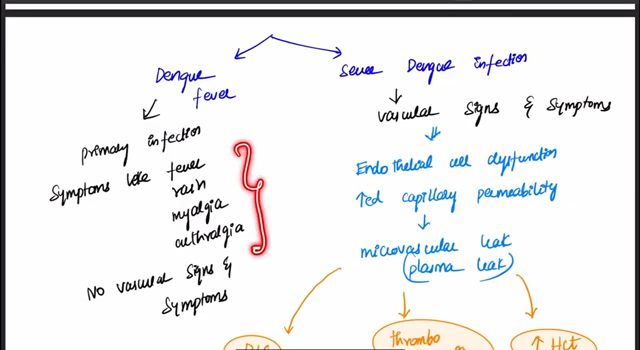 Dengue
fever
Primary infection
Symptoms like fever
rash
myalgia
arthralgia
No vascular signs &
symptoms
Severe Dengue infection
vascular signs & symptoms
Endothelial cell dysfunction
↑ed capillary permeability
microvascular leak
(plasma leak)
thrombo
↑ Hct